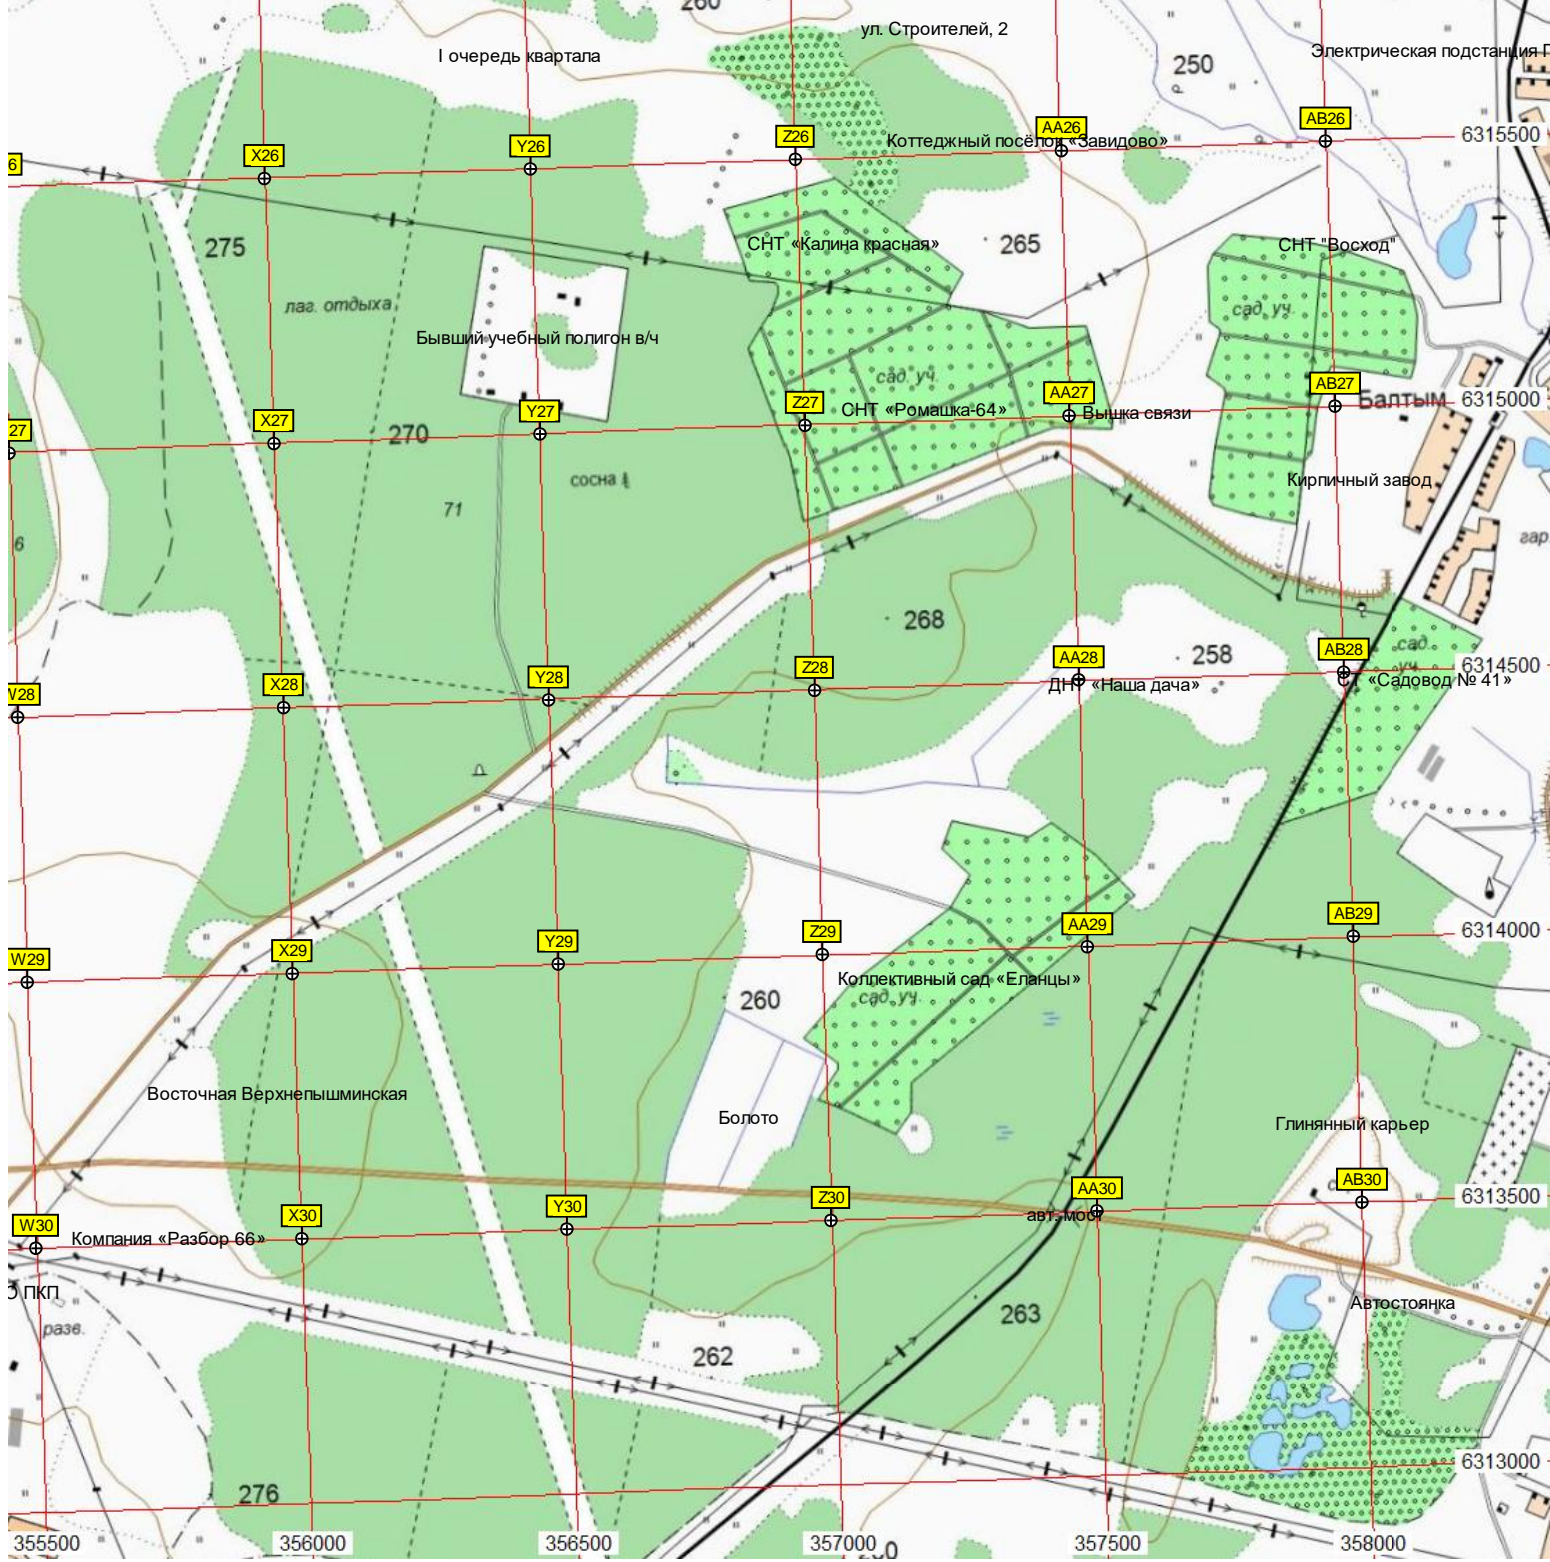 260
ул. Строителей, 2
I очередь квартала
Электрическая подстанция
250
AB26
AA26
Z26
Y26
X26
6
Коттеджный посёлок «Завидово»
6315500
275
СНТ «Калина красная»
265
СНТ "Восход"
лаг. отдыха
сад. уч.
Бывший учебный полигон в/ч
сад. уч.
AB27
AA27
Z27
Y27
X27
27
СНТ «Ромашка-64»
Вышка связи
Балтым
6315000
270
сосна
Кирпичный завод
71
6
гар.
268
258
сад.
уч.
AB28
AA28
Z28
Y28
X28
W28
6314500
ДНТ «Наша дача»
«Садовод № 41»
AB29
AA29
Z29
Y29
X29
W29
6314000
Коллективный сад «Еланцы»
сад. уч.
260
Восточная Верхнепышминская
Болото
Глинянный карьер
AB30
AA30
Z30
Y30
X30
W30
6313500
авт. мост
Компания «Разбор 66»
О ПКП
разв.
263
Автостоянка
262
6313000
276
355500
356000
356500
357000
357500
358000